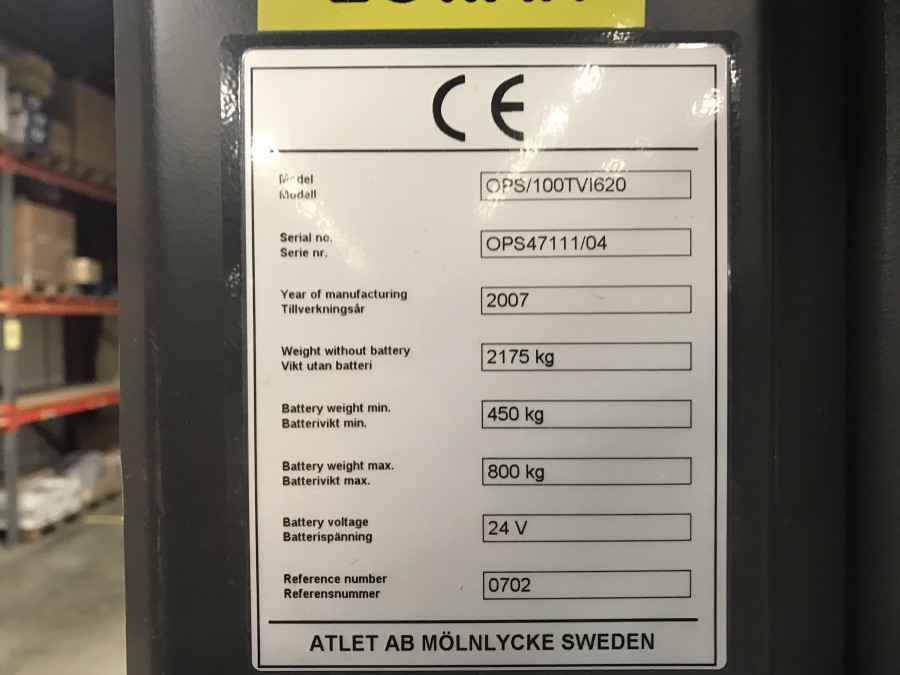 CE
Model
Modell
OPS/100TVI620
Serial no.
Serie nr.
OPS47111/04
Year of manufacturing
Tillverkningsår
2007
Weight without battery
Vikt utan batteri
2175 kg
Battery weight min.
Batterivikt min.
450 kg
Battery weight max.
Batterivikt max.
800 kg
Battery voltage
Batterispänning
24 V
Reference number
Referensnummer
0702
ATLET AB MÖLNLYCKE SWEDEN